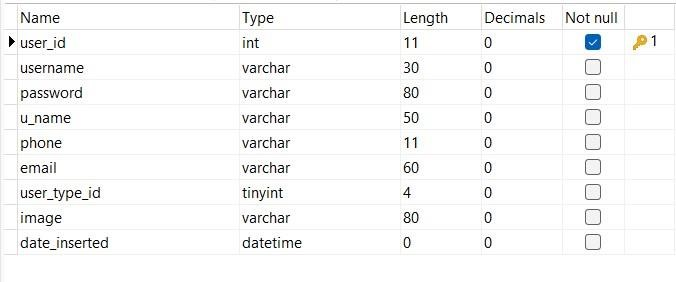 Name Type Length Decimals Not null
user_id int 11 0 1
username varchar 30 0
password varchar 80 0
u_name varchar 50 0
phone varchar 11 0
email varchar 60 0
user_type_id tinyint 4 0
image varchar 80 0
date_inserted datetime 0 0